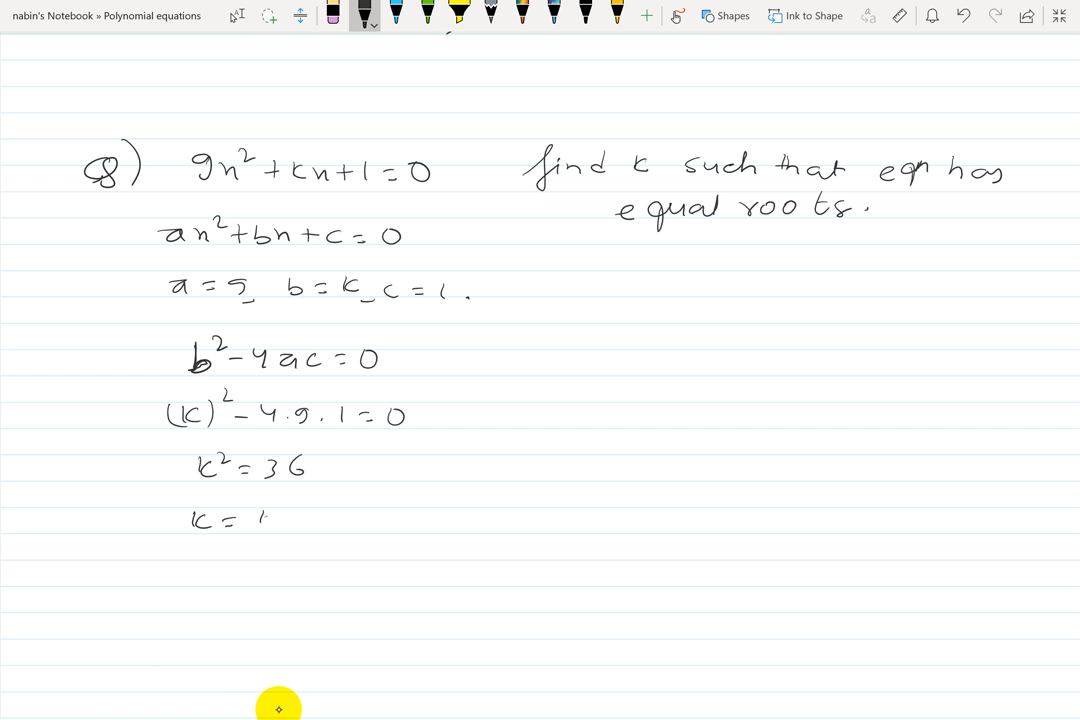 nabin's Notebook » Polynomial equations Shapes Ink to Shape
Q) 9n² + kn + 1 = 0 find k such that eqn has
equal roots.
an² + bn + c = 0
a = 9, b = k, c = 1.
b² - 4ac = 0
(k)² - 4.9.1 = 0
k² = 36
k =